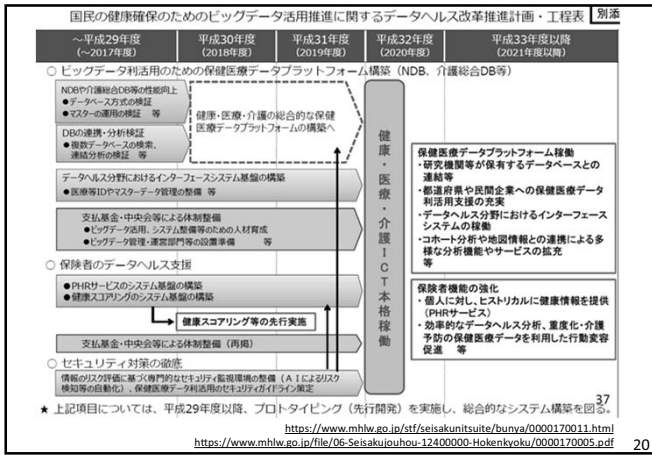 国民の健康確保のためのビッグデータ活用推進に関するデータヘルス改革推進計画・工程表
別添
～平成29年度
（～2017年度）
平成30年度
（2018年度）
平成31年度
（2019年度）
平成32年度
（2020年度）
平成33年度以降
（2021年度以降）
○ ビッグデータ利活用のための保健医療データプラットフォーム構築（NDB、介護総合DB等）
NDBや介護総合DB等の性能向上
●データベース方式の検証
●マスターの運用の検証　等
DBの連携・分析検証
●複数データベースの検索、
連結分析の検証　等
健康・医療・介護の総合的な保健
医療データプラットフォームの構築へ
データヘルス分野におけるインターフェースシステム基盤の構築
●医療等IDやマスターデータ管理の整備　等
支払基金・中央会等による体制整備
●ビッグデータ活用、システム整備等のための人材育成
●ビッグデータ管理・運営部門等の設置準備　等
○ 保険者のデータヘルス支援
●PHRサービスのシステム基盤の構築
●健康スコアリングのシステム基盤の構築
健康スコアリング等の先行実施
支払基金・中央会等による体制整備（再掲）
○ セキュリティ対策の徹底
情報のリスク評価に基づく専門的なセキュリティ監視環境の整備（ＡＩによるリスク
検知等の自動化）、保健医療データ利活用のセキュリティガイドライン策定
健康・医療・介護ＩＣＴ本格稼働
保健医療データプラットフォーム稼働
・研究機関等が保有するデータベースとの
連結等
・都道府県や民間企業への保健医療データ
利活用支援の充実
・データヘルス分野におけるインターフェース
システムの稼働
・コホート分析や地図情報との連携による多
様な分析機能やサービスの拡充
等
保険者機能の強化
・個人に対し、ヒストリカルに健康情報を提供
（PHRサービス）
・効率的なデータヘルス分析、重度化・介護
予防の保健医療データを利用した行動変容
促進　等
37
★ 上記項目については、平成29年度以降、プロトタイピング（先行開発）を実施し、総合的なシステム構築を図る。
https://www.mhlw.go.jp/stf/seisakunitsuite/bunya/0000170011.html
https://www.mhlw.go.jp/file/06-Seisakujouhou-12400000-Hokenkyoku/0000170005.pdf
20